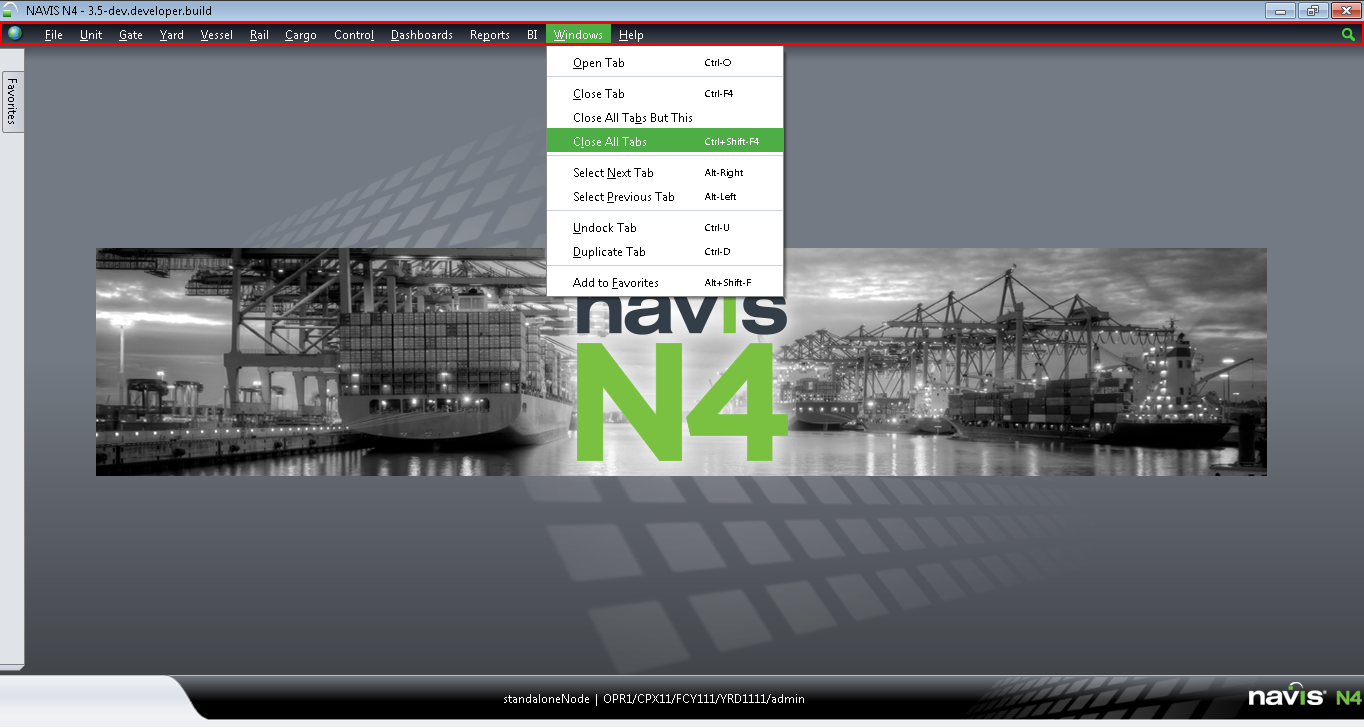 NAVIS N4 - 3.5-dev.developer.build
File Unit Gate Yard Vessel Rail Cargo Control Dashboards Reports BI Windows Help
Favorites
Open Tab Ctrl-O
Close Tab Ctrl-F4
Close All Tabs But This
Close All Tabs Ctrl+Shift-F4
Select Next Tab Alt-Right
Select Previous Tab Alt-Left
Undock Tab Ctrl-U
Duplicate Tab Ctrl-D
Add to Favorites Alt+Shift-F
navis
N4
standaloneNode | OPR1/CPX11/FCY111/YRD1111/admin
navis N4